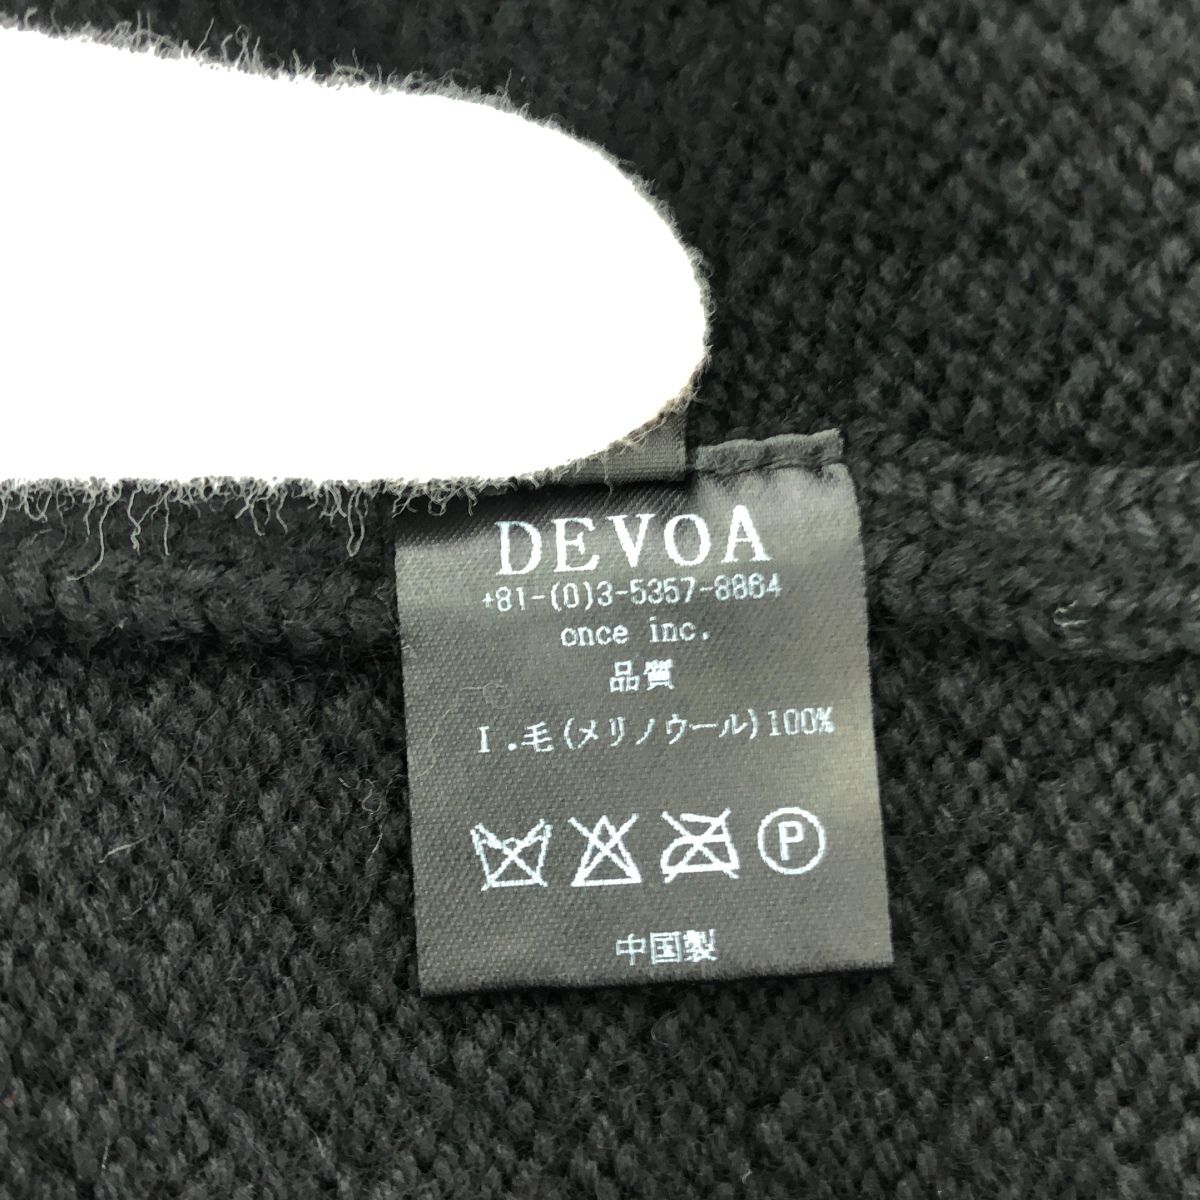 DEVOA
+81-(0)3-5357-8864
once inc.
品質
I.毛(メリノウール)100%
P
中国製